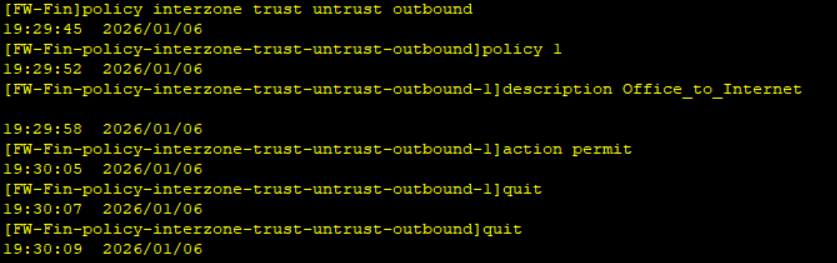 [FW-Fin]policy interzone trust untrust outbound
19:29:45  2026/01/06
[FW-Fin-policy-interzone-trust-untrust-outbound]policy 1
19:29:52  2026/01/06
[FW-Fin-policy-interzone-trust-untrust-outbound-1]description Office_to_Internet
19:29:58  2026/01/06
[FW-Fin-policy-interzone-trust-untrust-outbound-1]action permit
19:30:05  2026/01/06
[FW-Fin-policy-interzone-trust-untrust-outbound-1]quit
19:30:07  2026/01/06
[FW-Fin-policy-interzone-trust-untrust-outbound]quit
19:30:09  2026/01/06